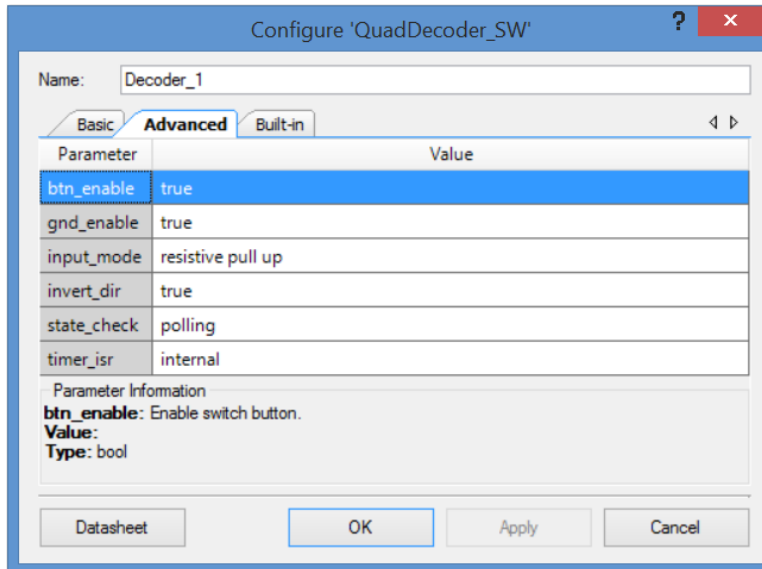 Configure 'QuadDecoder_SW'
? ×
Name: Decoder_1
Basic Advanced Built-in
Parameter Value
btn_enable true
gnd_enable true
input_mode resistive pull up
invert_dir true
state_check polling
timer_isr internal
Parameter Information
btn_enable: Enable switch button.
Value:
Type: bool
Datasheet OK Apply Cancel